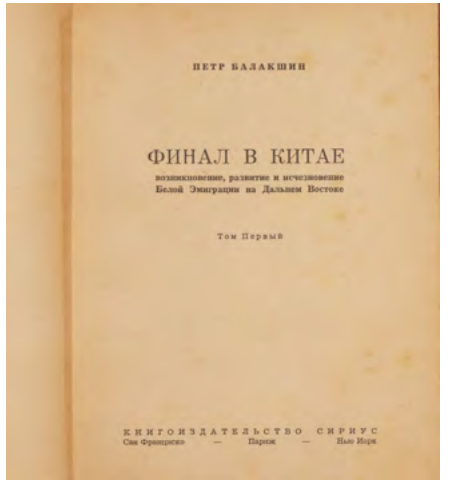 ПЕТР БАЛАКШИН
ФИНАЛ В КИТАЕ
возникновение, развитие и исчезновение
Белой Эмиграции на Дальнем Востоке
Том Первый
КНИГОИЗДАТЕЛЬСТВО СИРИУС
Сан Франциско — Париж — Нью Йорк